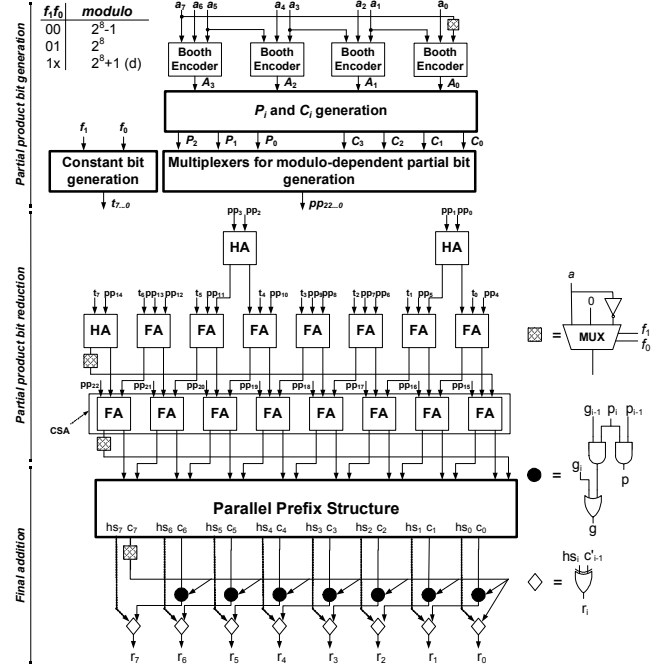 f₁f₀ modulo
00 2⁸-1
01 2⁸
1x 2⁸+1 (d)
Partial product bit generation
a₇ a₆ a₅ a₄ a₃ a₂ a₁ a₀
Booth Encoder
Booth Encoder
Booth Encoder
Booth Encoder
A₃ A₂ A₁ A₀
Pᵢ and Cᵢ generation
P₂ P₁ P₀ C₃ C₂ C₁ C₀
f₁ f₀
Constant bit generation
Multiplexers for modulo-dependent partial bit generation
t₇...₀
pp₂₂...₀
Partial product bit reduction
pp₃ pp₂ pp₁ pp₀
HA HA
t₇ pp₁₄ t₆ pp₁₃ pp₁₂ t₅ pp₁₁ t₄ pp₁₀ t₃ pp₉ pp₈ t₂ pp₇ pp₆ t₁ pp₅ t₀ pp₄
HA FA FA FA FA FA FA FA
pp₂₂ pp₂₁ pp₂₀ pp₁₉ pp₁₈ pp₁₇ pp₁₆ pp₁₅
FA FA FA FA FA FA FA FA
CSA
Final addition
Parallel Prefix Structure
hs₇ c₇ hs₆ c₆ hs₅ c₅ hs₄ c₄ hs₃ c₃ hs₂ c₂ hs₁ c₁ hs₀ c₀
r₇ r₆ r₅ r₄ r₃ r₂ r₁ r₀
a
0
=
MUX
f₁
f₀
gᵢ₋₁ pᵢ pᵢ₋₁
gᵢ
p
=
g
hsᵢ c'ᵢ₋₁
=
rᵢ